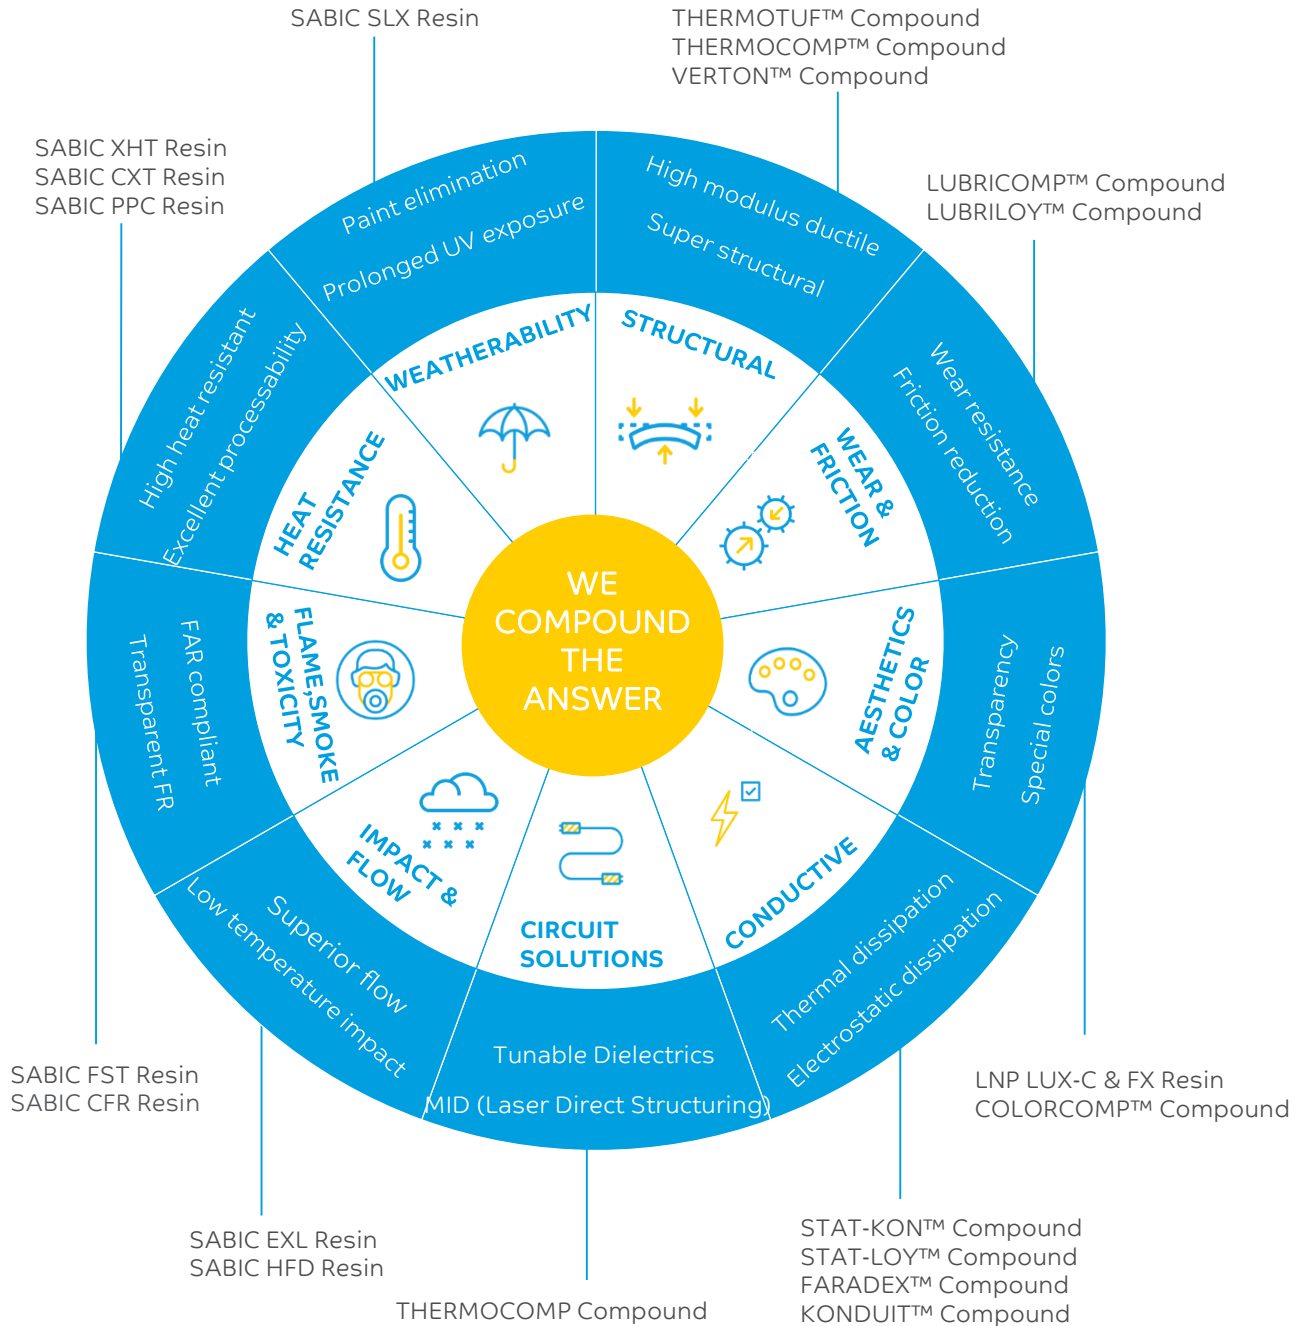 SABIC SLX Resin
THERMOTUF™ Compound
THERMOCOMP™ Compound
VERTON™ Compound
SABIC XHT Resin
SABIC CXT Resin
SABIC PPC Resin
LUBRICOMP™ Compound
LUBRILOY™ Compound
Paint elimination
Prolonged UV exposure
WEATHERABILITY
High modulus ductile
Super structural
STRUCTURAL
Wear resistance
Friction reduction
WEAR &
FRICTION
High heat resistant
Excellent processability
HEAT
RESISTANCE
WE
COMPOUND
THE
ANSWER
AESTHETICS
& COLOR
Transparency
Special colors
FAR compliant
Transparent FR
FLAME,SMOKE
& TOXICITY
IMPACT &
FLOW
Superior flow
Low temperature impact
CIRCUIT
SOLUTIONS
Tunable Dielectrics
MID (Laser Direct Structuring)
CONDUCTIVE
Thermal dissipation
Electrostatic dissipation
SABIC FST Resin
SABIC CFR Resin
LNP LUX-C & FX Resin
COLORCOMP™ Compound
SABIC EXL Resin
SABIC HFD Resin
THERMOCOMP Compound
STAT-KON™ Compound
STAT-LOY™ Compound
FARADEX™ Compound
KONDUIT™ Compound